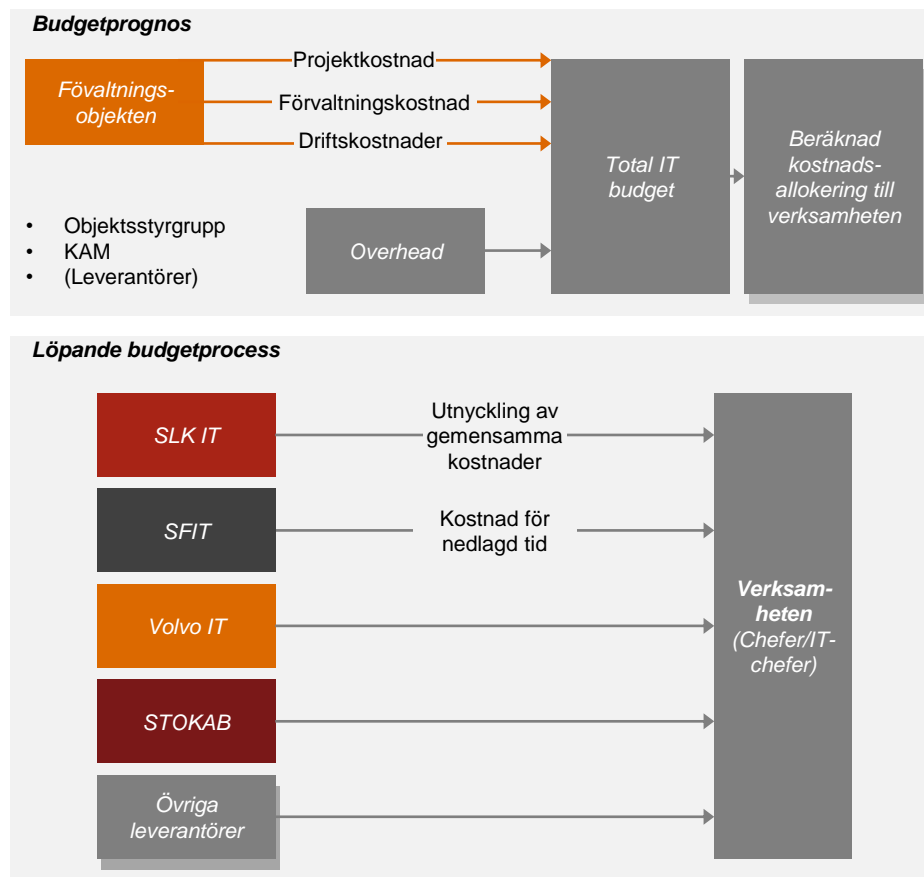 Budgetprognos
Fövaltnings-
objekten
Projektkostnad
Förvaltningskostnad
Driftskostnader
Total IT
budget
Beräknad
kostnads-
allokering till
verksamheten
• Objektsstyrgrupp
• KAM
• (Leverantörer)
Overhead
Löpande budgetprocess
SLK IT
Utnyckling av
gemensamma
kostnader
SFIT
Kostnad för
nedlagd tid
Volvo IT
STOKAB
Övriga
leverantörer
Verksam-
heten
(Chefer/IT-
chefer)